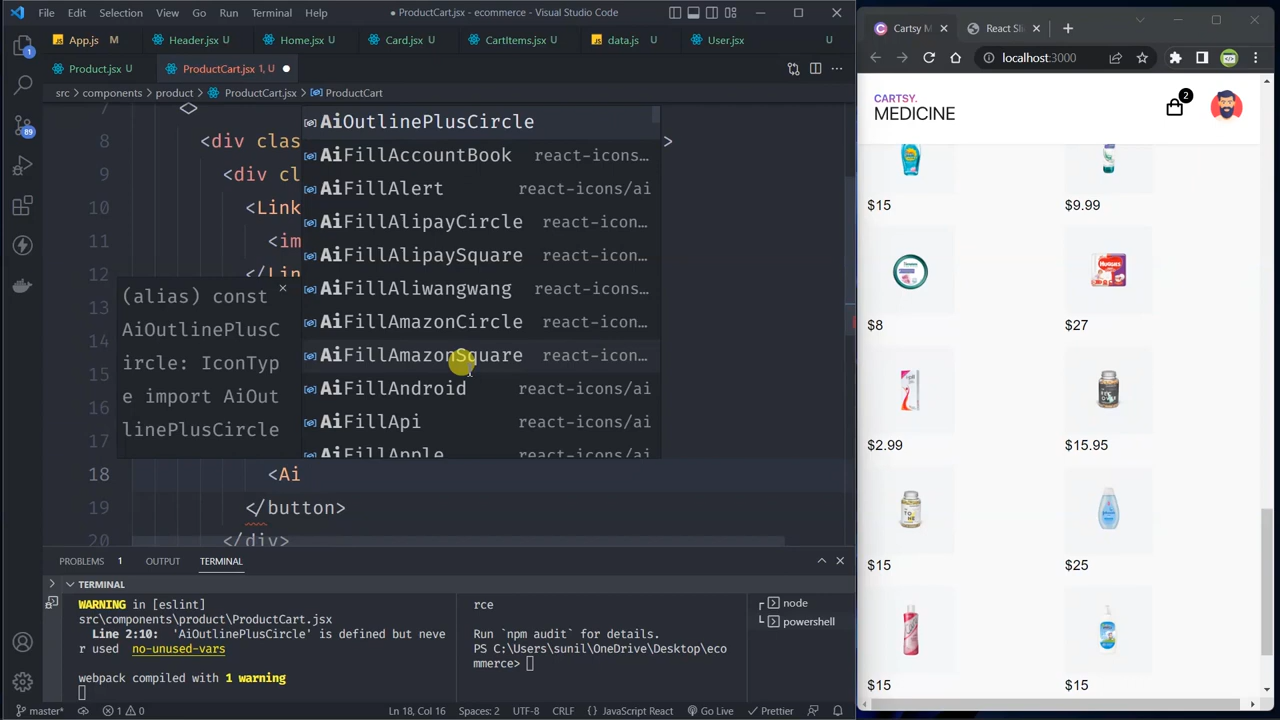 File Edit Selection View Go Run Terminal Help
● ProductCart.jsx - ecommerce - Visual Studio Code
App.js M Header.jsx U Home.jsx U Card.jsx U CartItems.jsx U data.js U User.jsx
Product.jsx U ProductCart.jsx 1, U ●
src > components > product > ProductCart.jsx > ProductCart
7 <
8 <div clas >
9 <div cl
10 <Link
11 <im
12 </Lin
13
14
15
16
17
18 <Ai
19 </button>
20 </div>
AiOutlinePlusCircle
AiFillAccountBook react-icons…
AiFillAlert react-icons/ai
AiFillAlipayCircle react-icon…
AiFillAlipaySquare react-icon…
AiFillAliwangwang react-icons…
AiFillAmazonCircle react-icon…
AiFillAmazonSquare react-icon…
AiFillAndroid react-icons/ai
AiFillApi react-icons/ai
AiFillApple react-icons/ai
(alias) const
AiOutlinePlusC
ircle: IconTyp
e import AiOut
linePlusCircle
PROBLEMS 1 OUTPUT TERMINAL
TERMINAL
WARNING in [eslint]
src\components\product\ProductCart.jsx
Line 2:10: 'AiOutlinePlusCircle' is defined but neve
r used no-unused-vars
webpack compiled with 1 warning
rce
Run `npm audit` for details.
PS C:\Users\sunil\OneDrive\Desktop\eco
mmerce>
node
powershell
1
89
master* 1 0 Ln 18, Col 16 Spaces: 2 UTF-8 CRLF JavaScript React Go Live Prettier
Cartsy M React Slu
localhost:3000
CARTSY.
MEDICINE
2
$15 $9.99
$8 $27
$2.99 $15.95
$15 $25
$15 $15